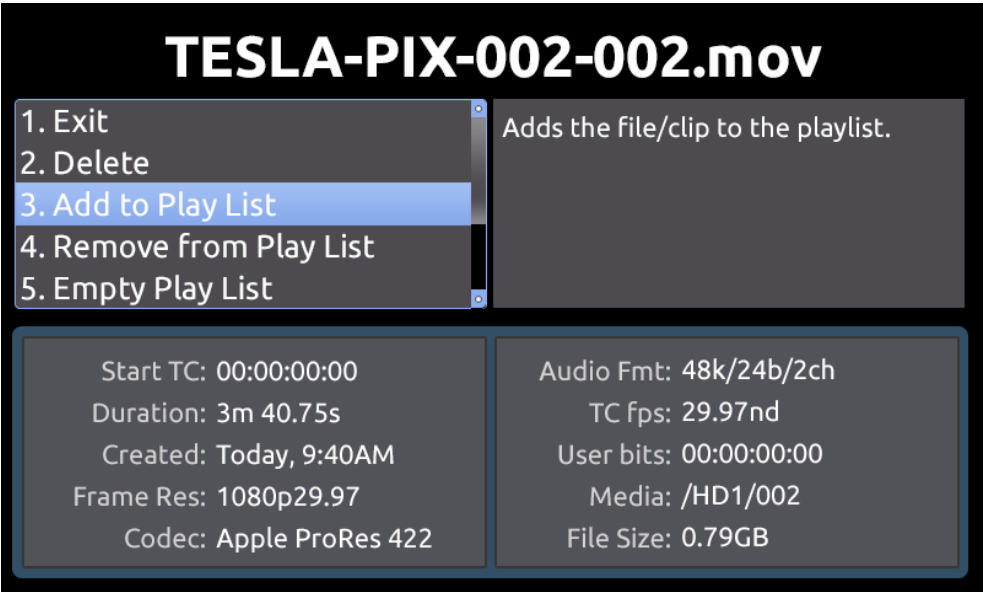 TESLA-PIX-002-002.mov
1. Exit
2. Delete
3. Add to Play List
4. Remove from Play List
5. Empty Play List
Adds the file/clip to the playlist.
Start TC: 00:00:00:00
Duration: 3m 40.75s
Created: Today, 9:40AM
Frame Res: 1080p29.97
Codec: Apple ProRes 422
Audio Fmt: 48k/24b/2ch
TC fps: 29.97nd
User bits: 00:00:00:00
Media: /HD1/002
File Size: 0.79GB